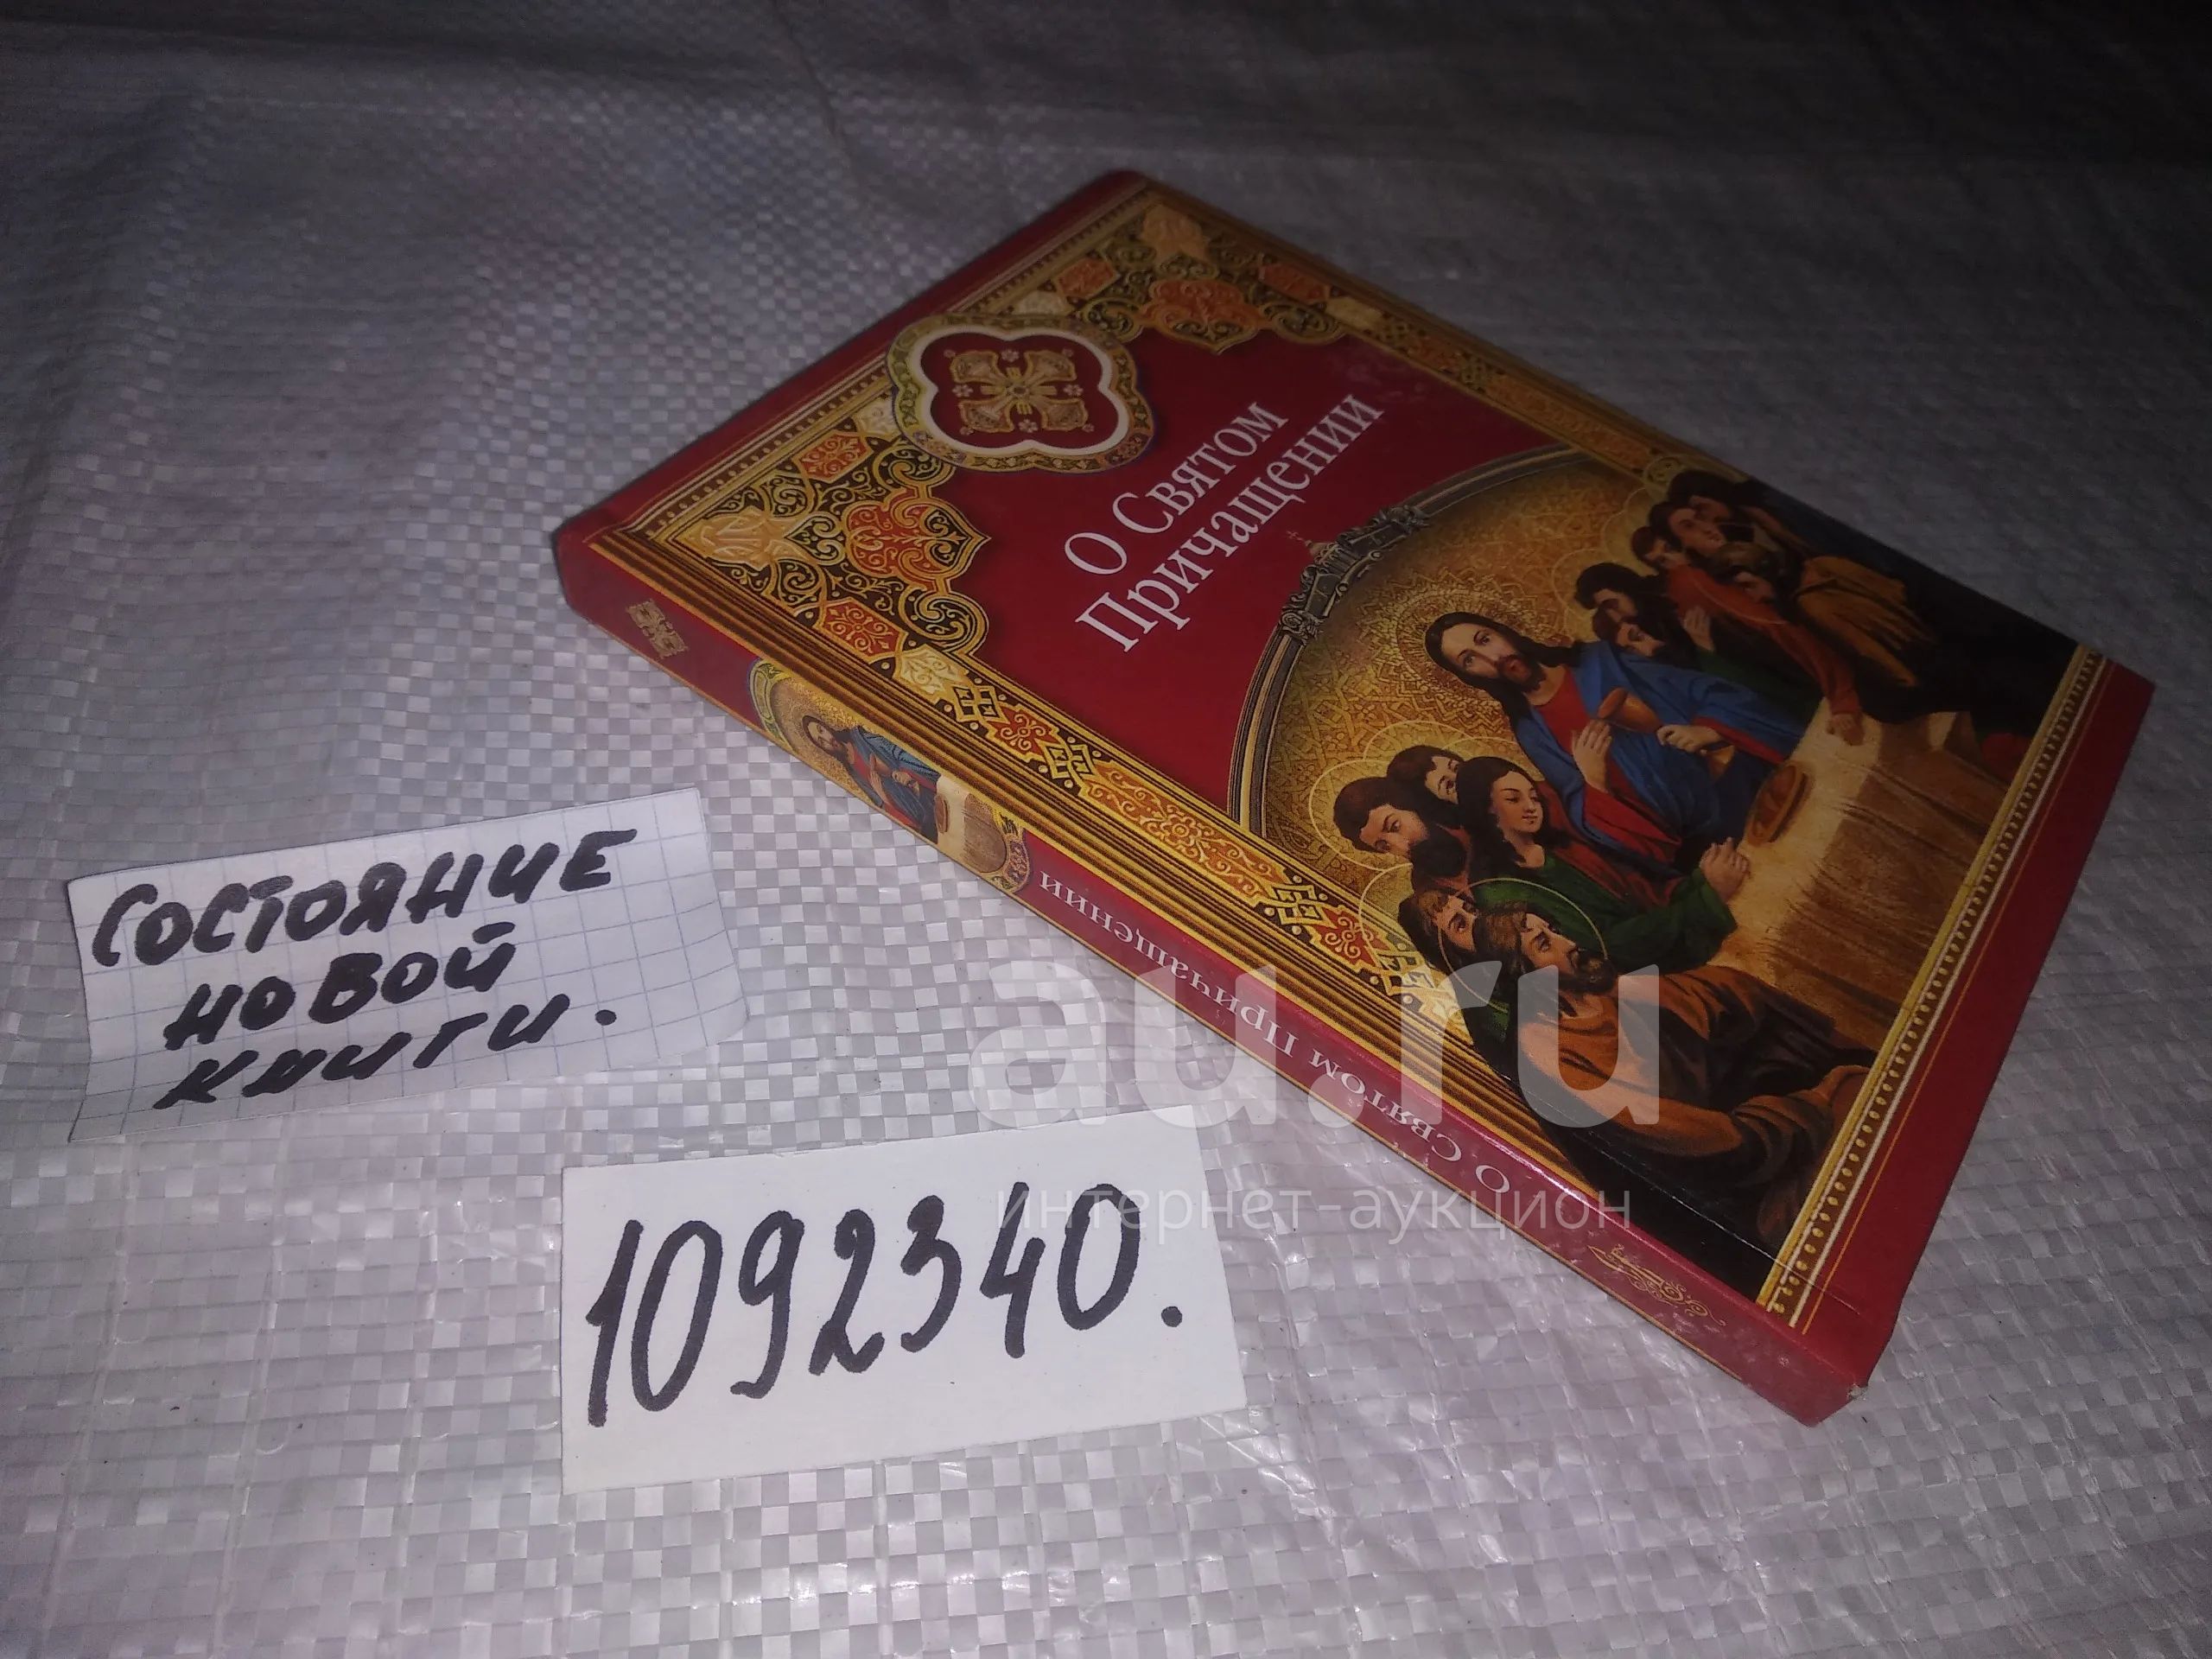 О Святом
Причащении
О Святом Причащении
Состояние
новой
книги.
1092340.
au.ru
интернет-аукцион